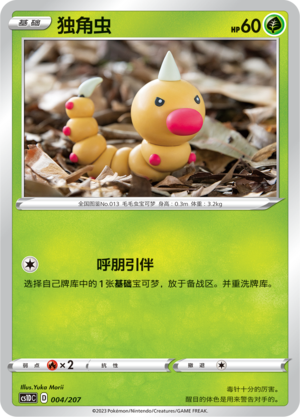 基础 独角虫 HP60
全国图鉴No.013 毛毛虫宝可梦 身高：0.3m 体重：3.2kg
呼朋引伴
选择自己牌库中的1张基础宝可梦，放于备战区。并重洗牌库。
弱点 ×2 抵抗力 撤退
Illus.Yuka Morii
CS1DC D 004/207
毒针十分的厉害。
醒目的体色是用来警告对手的。
©2023 Pokémon/Nintendo/Creatures/GAME FREAK.